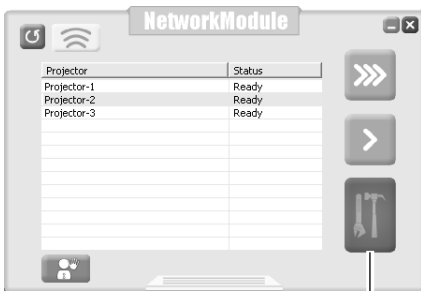 NetworkModule
Projector Status
Projector-1 Ready
Projector-2 Ready
Projector-3 Ready